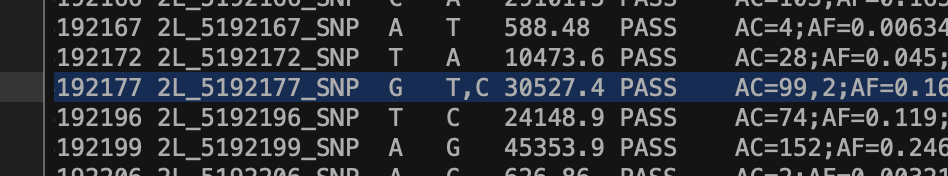 192167 2L_5192167_SNP A T 588.48 PASS AC=4;AF=0.00634
192172 2L_5192172_SNP T A 10473.6 PASS AC=28;AF=0.045;
192177 2L_5192177_SNP G T,C 30527.4 PASS AC=99,2;AF=0.16
192196 2L_5192196_SNP T C 24148.9 PASS AC=74;AF=0.119;
192199 2L_5192199_SNP A G 45353.9 PASS AC=152;AF=0.246